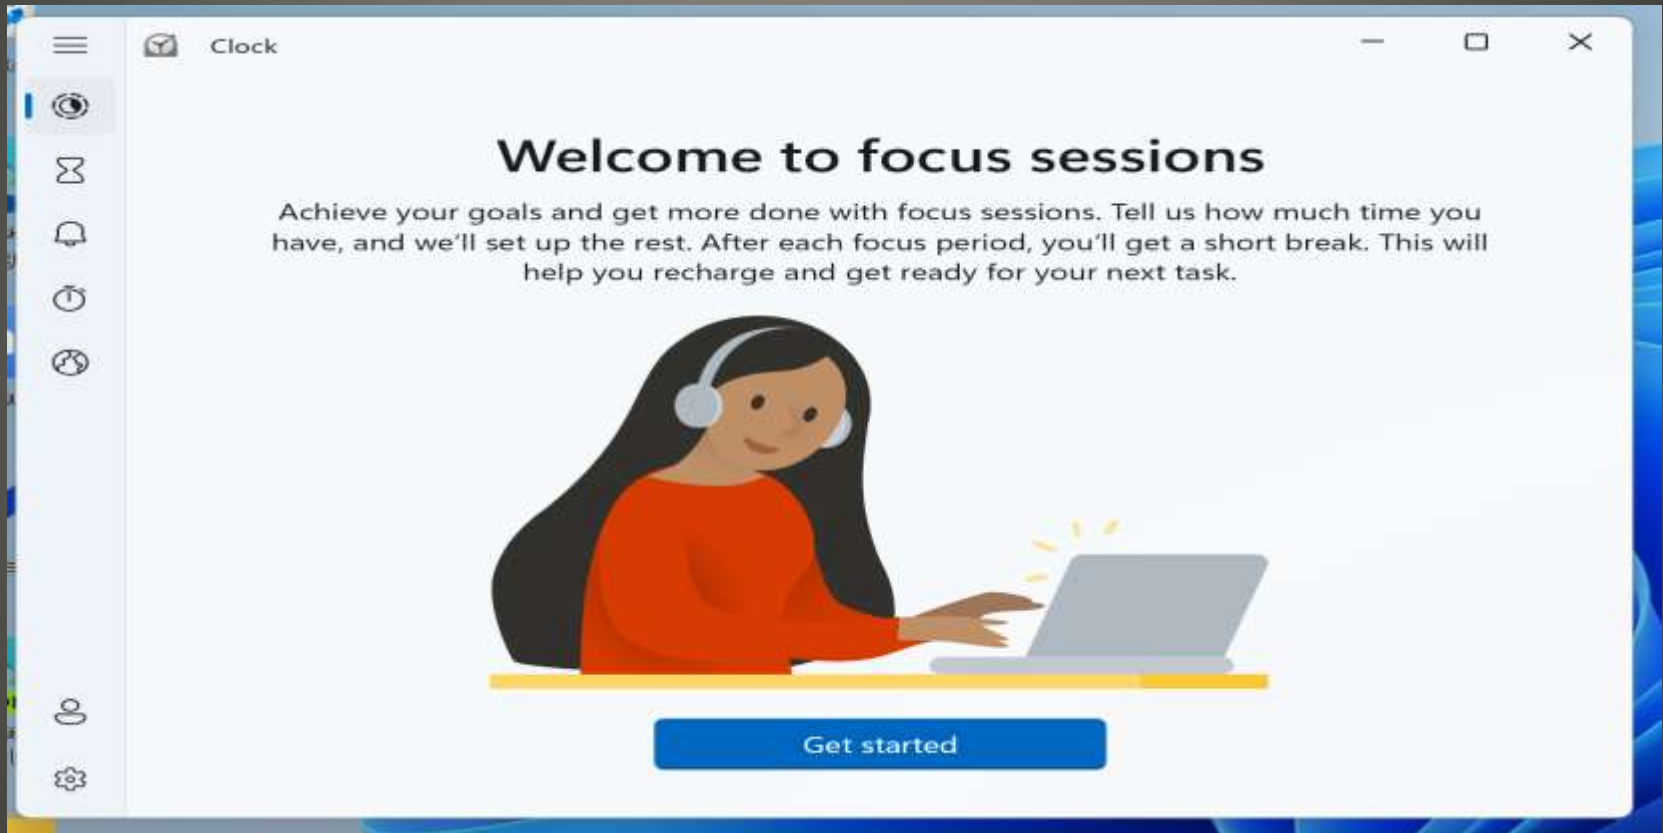 Clock
Welcome to focus sessions
Achieve your goals and get more done with focus sessions. Tell us how much time you
have, and we'll set up the rest. After each focus period, you'll get a short break. This will
help you recharge and get ready for your next task.
Get started